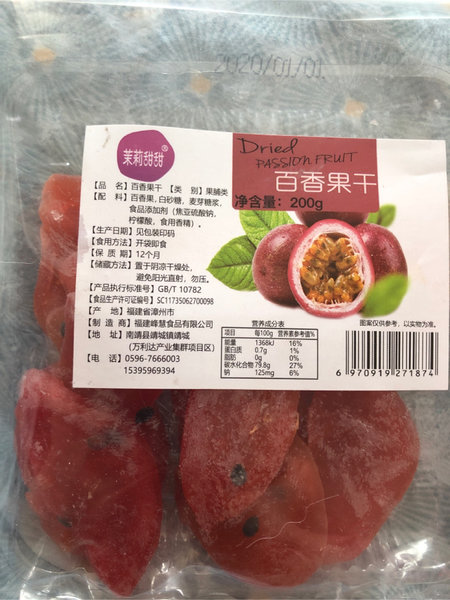 2020/01/01
茉莉甜甜®
Dried
PASSION FRUIT
百香果干
净含量：200g
【品 名】百香果干 【类 别】果脯类
【配 料】百香果，白砂糖，麦芽糖浆，
食品添加剂（焦亚硫酸钠，
柠檬酸，食用香精）
【生产日期】见包装印码
【食用方法】开袋即食
【保 质 期】12个月
【储藏方法】置于阴凉干燥处，
避免阳光直射，勿压。
【产品执行标准号】GB/T 10782
【食品生产许可证编号】SC11735062700098
【产 地】福建省漳州市
【制 造 商】福建峰慧食品有限公司
【地 址】南靖县靖城镇靖城
（万利达产业集群项目区）
【电 话】0596-7666003
15395969394
营养成分表
项目 每100g 营养素参考值%
能量 1368kJ 16%
蛋白质 0.7g 1%
脂肪 0g 0%
碳水化合物 79.8g 27%
钠 125mg 6%
图案仅供参考，以实物为准。
6 970919 271874